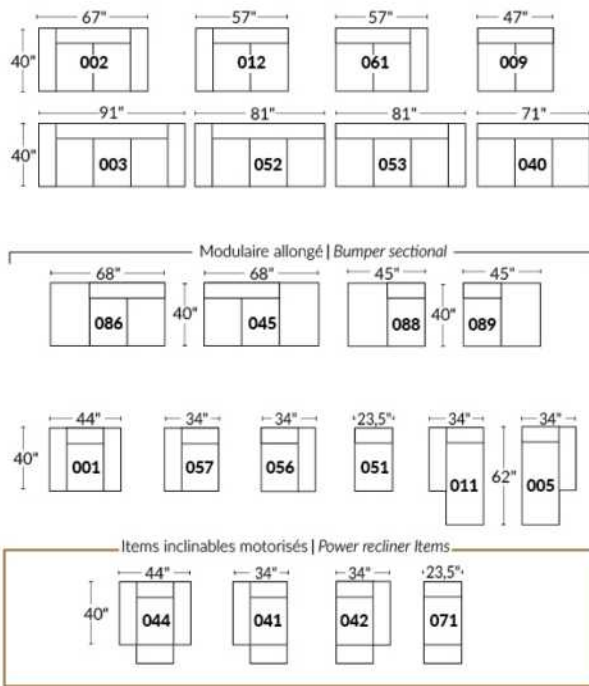 67" 57" 57" 47"
40" 002 012 061 009
91" 81" 81" 71"
40" 003 052 053 040
Modulaire allongé | Bumper sectional
68" 68" 45" 45"
086 40" 045 088 40" 089
44" 34" 34" 23,5" 34" 34"
40" 001 057 056 051 011 62" 005
Items inclinables motorisés | Power recliner Items
44" 34" 34" 23,5"
40" 044 041 042 071